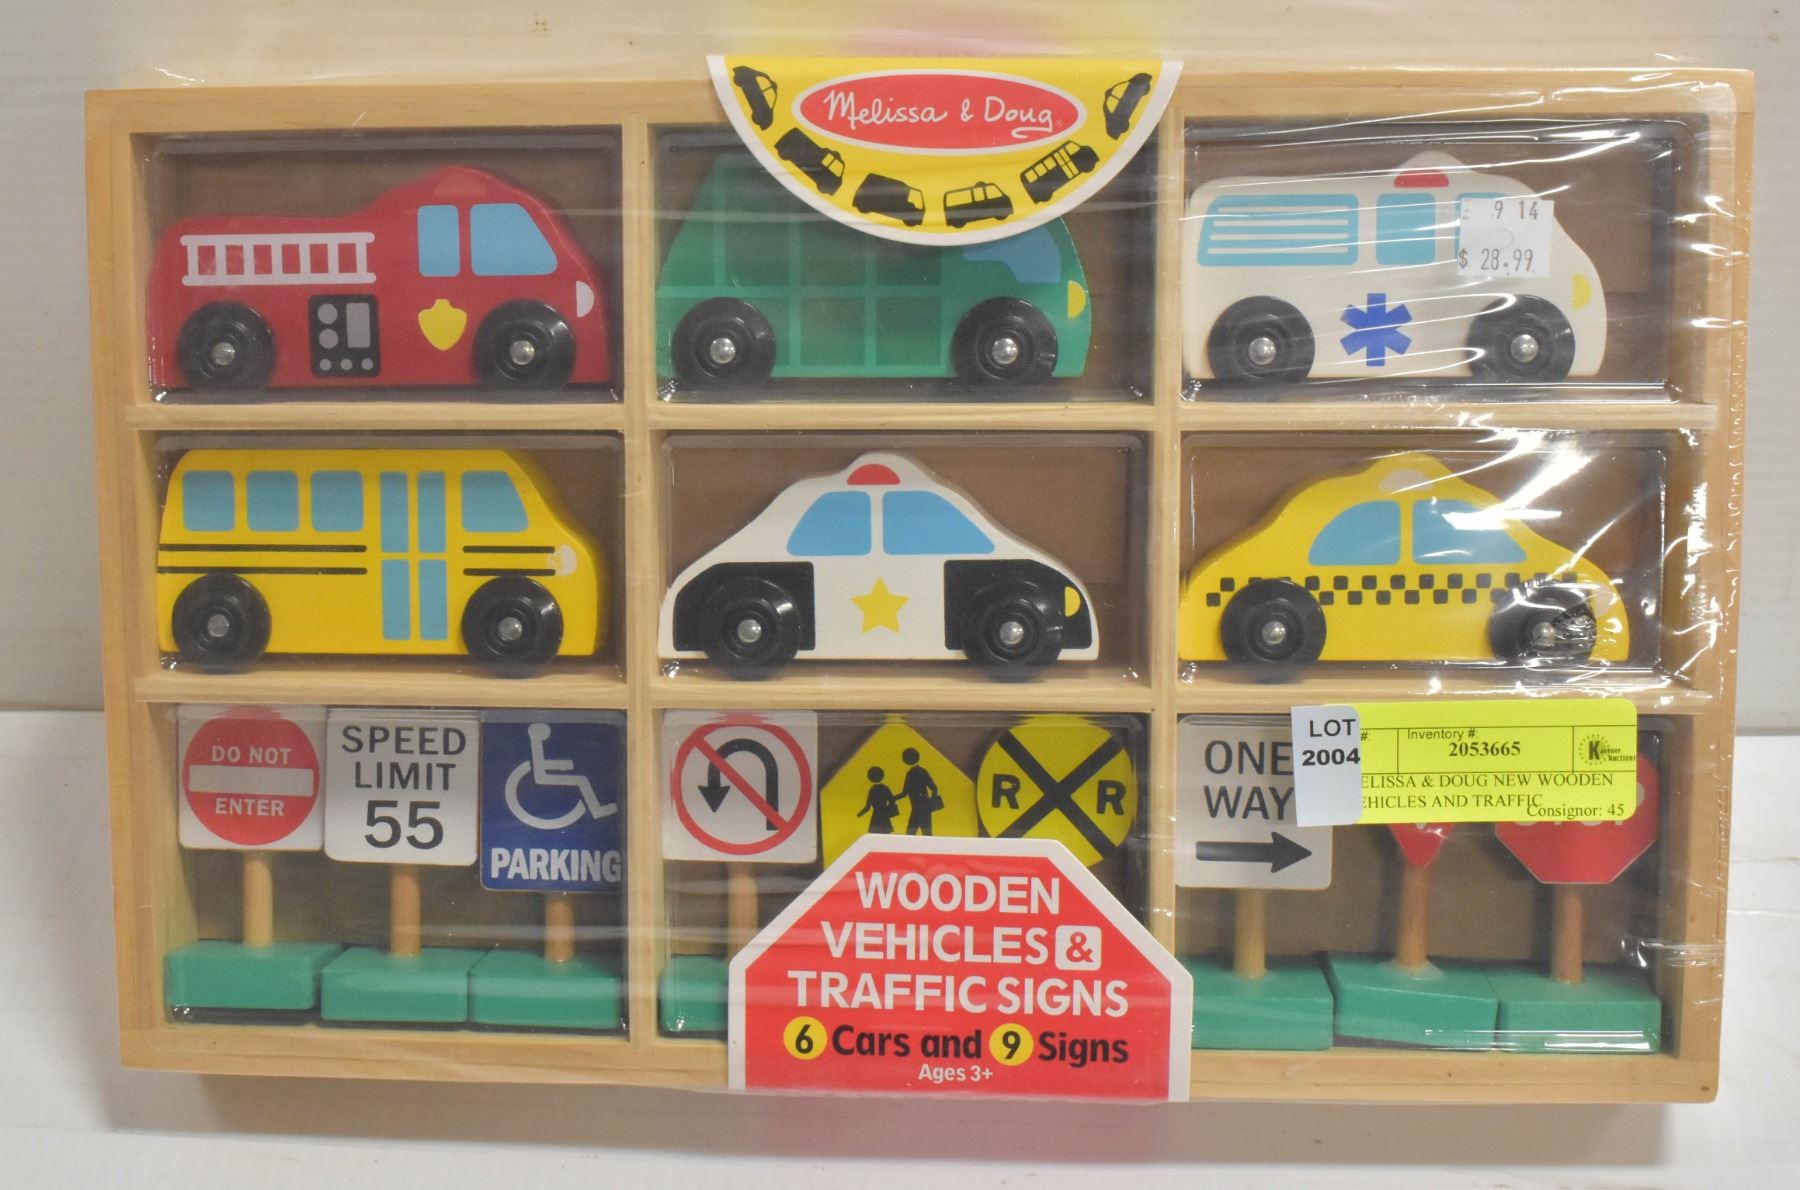 Melissa & Doug
9 14
$ 28.99
DO NOT
ENTER
SPEED
LIMIT
55
PARKING
R R
ONE
WAY
LOT
2004
#:
Inventory #:
2053665
ELISSA & DOUG NEW WOODEN
EHICLES AND TRAFFIC
Consignor: 45
WOODEN
VEHICLES &
TRAFFIC SIGNS
6 Cars and 9 Signs
Ages 3+